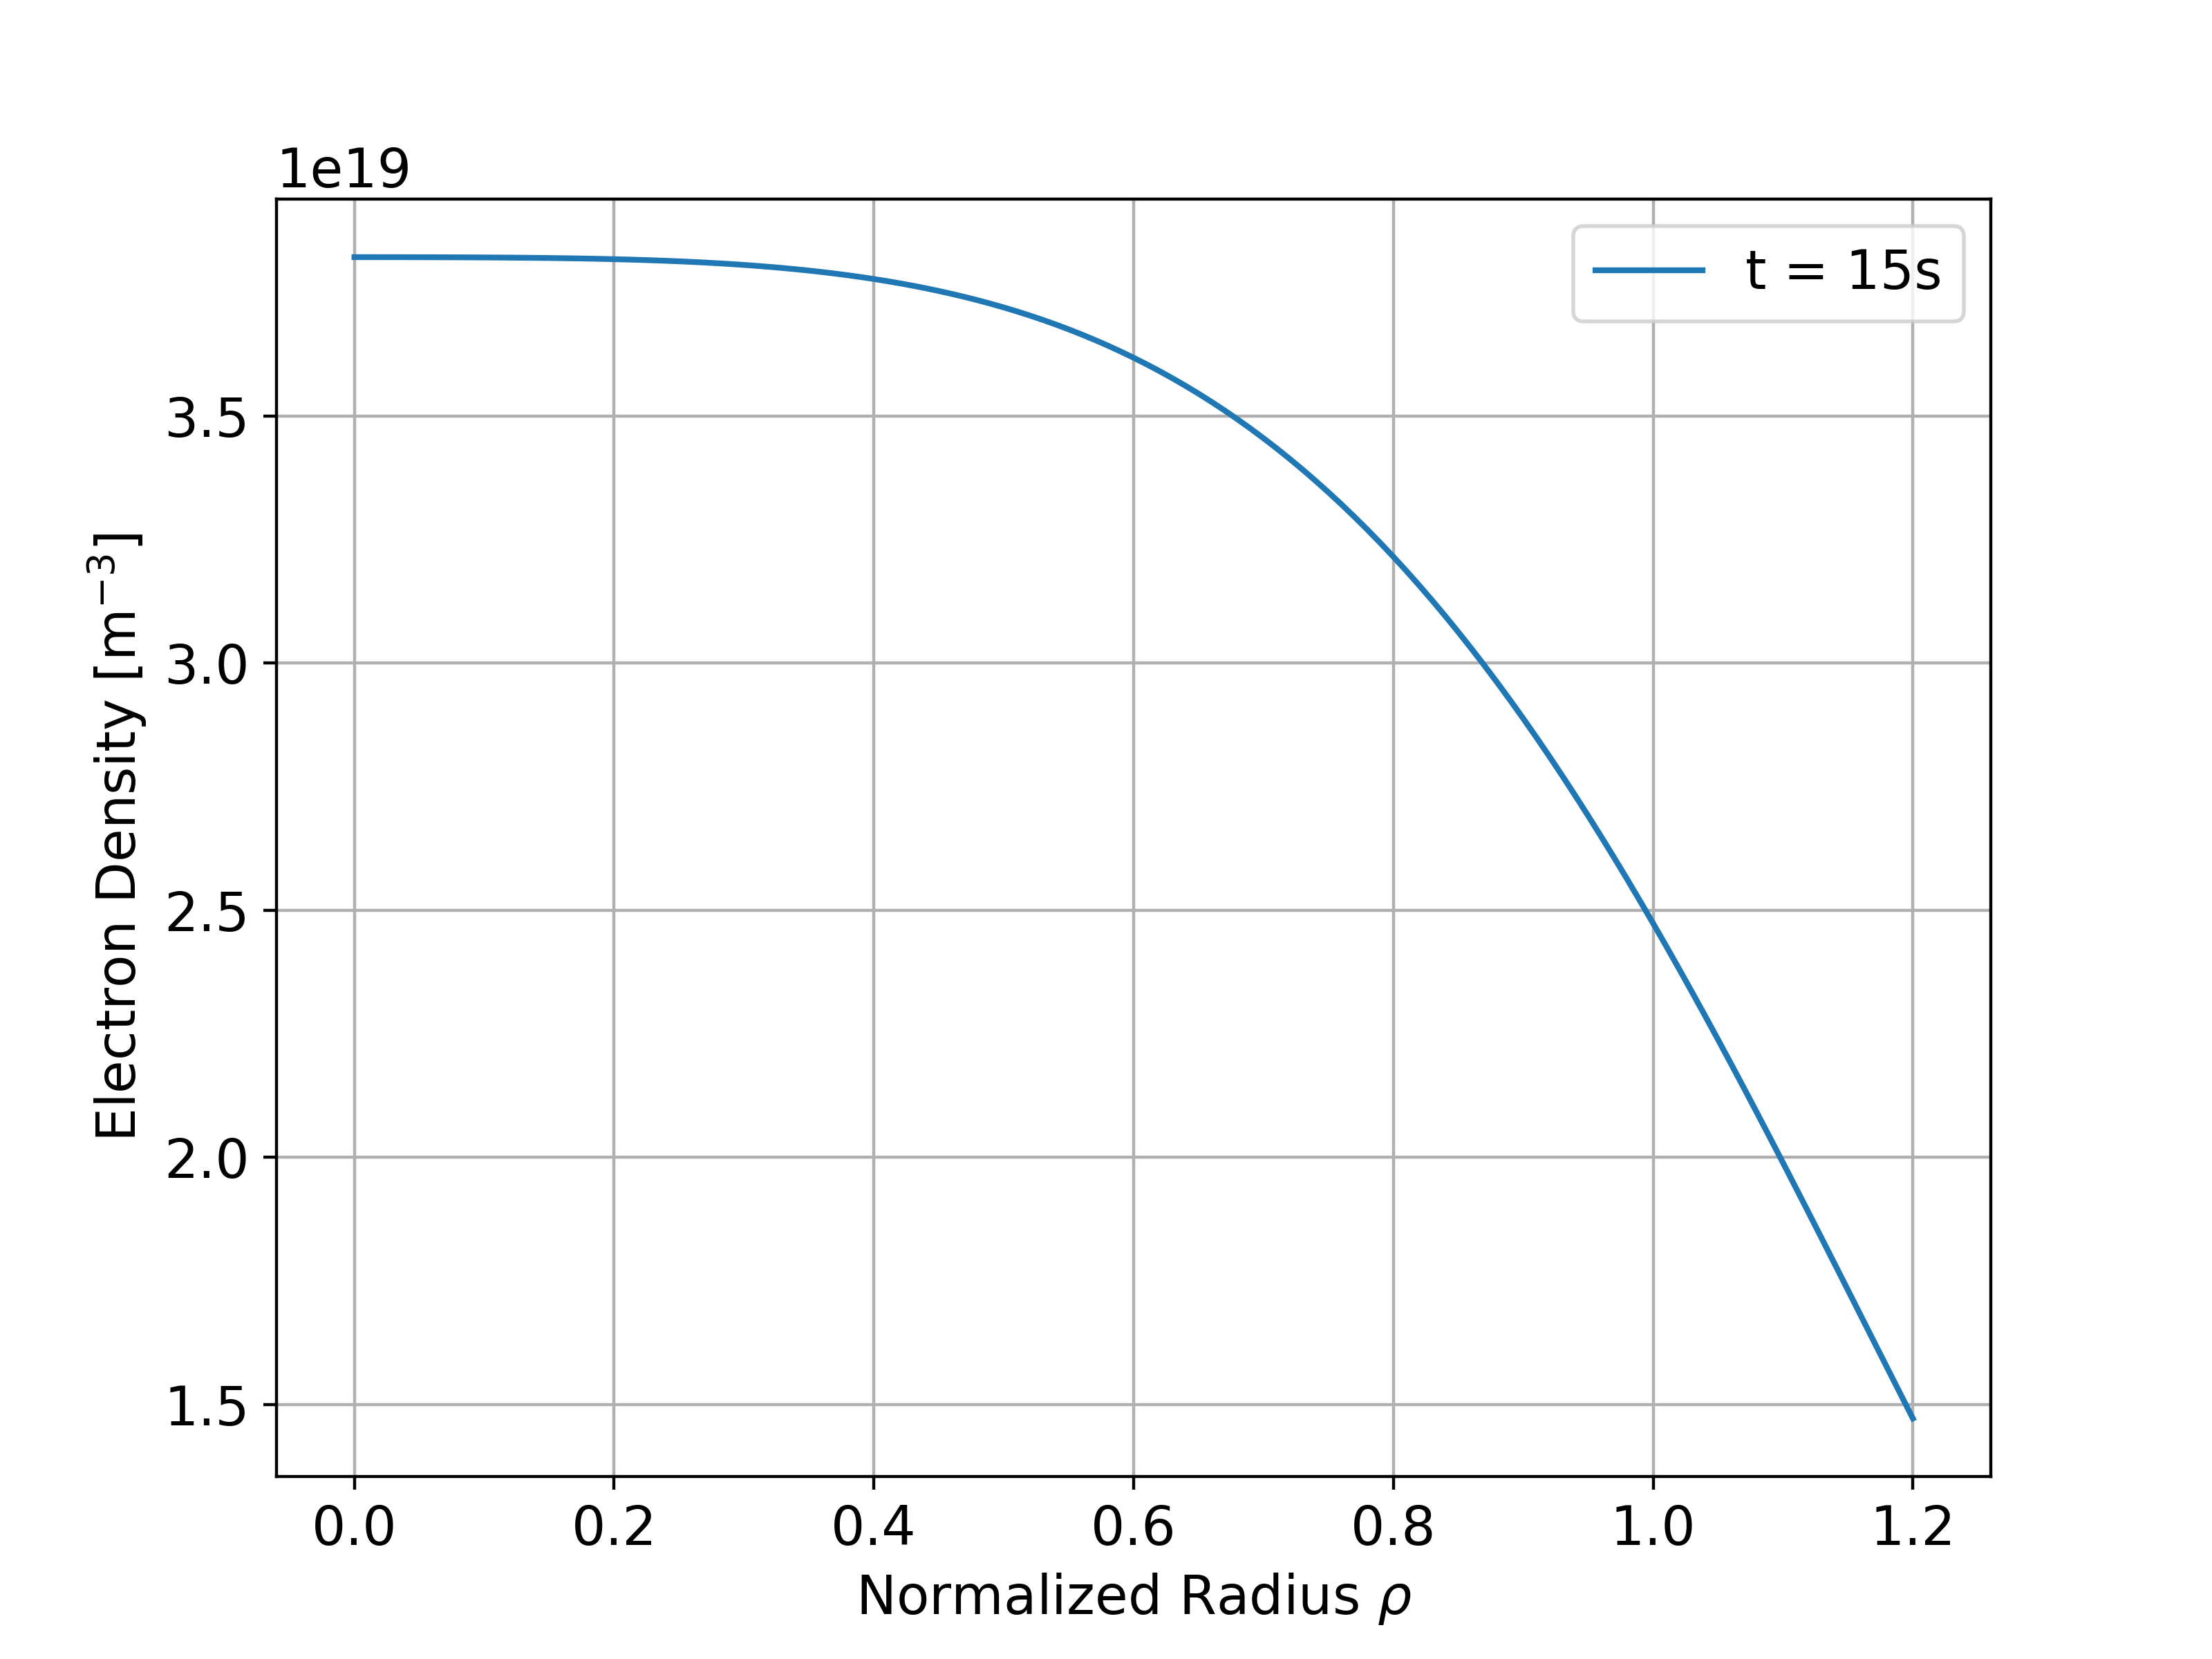 1e19
t = 15s
Electron Density [m⁻³]
3.5
3.0
2.5
2.0
1.5
0.0 0.2 0.4 0.6 0.8 1.0 1.2
Normalized Radius ρ